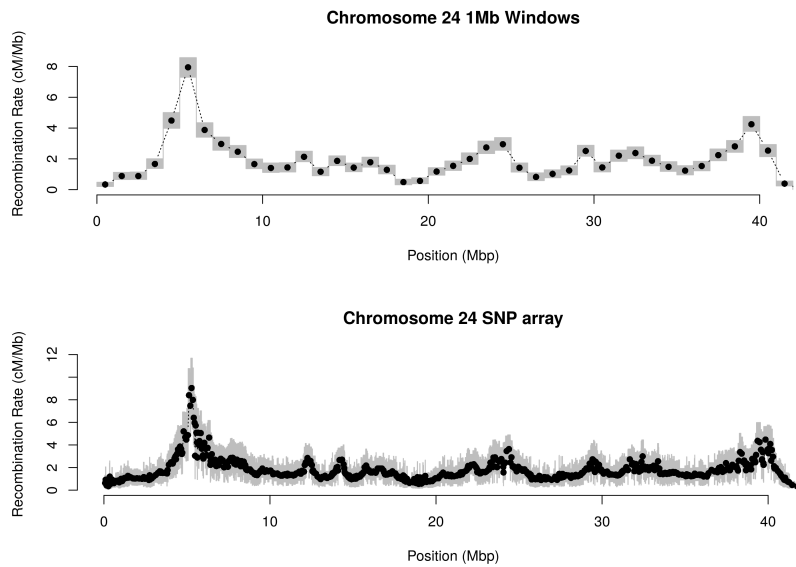 Chromosome 24 1Mb Windows
Recombination Rate (cM/Mb)
8
6
4
2
0
0 10 20 30 40
Position (Mbp)
Chromosome 24 SNP array
Recombination Rate (cM/Mb)
12
8
6
4
2
0
0 10 20 30 40
Position (Mbp)